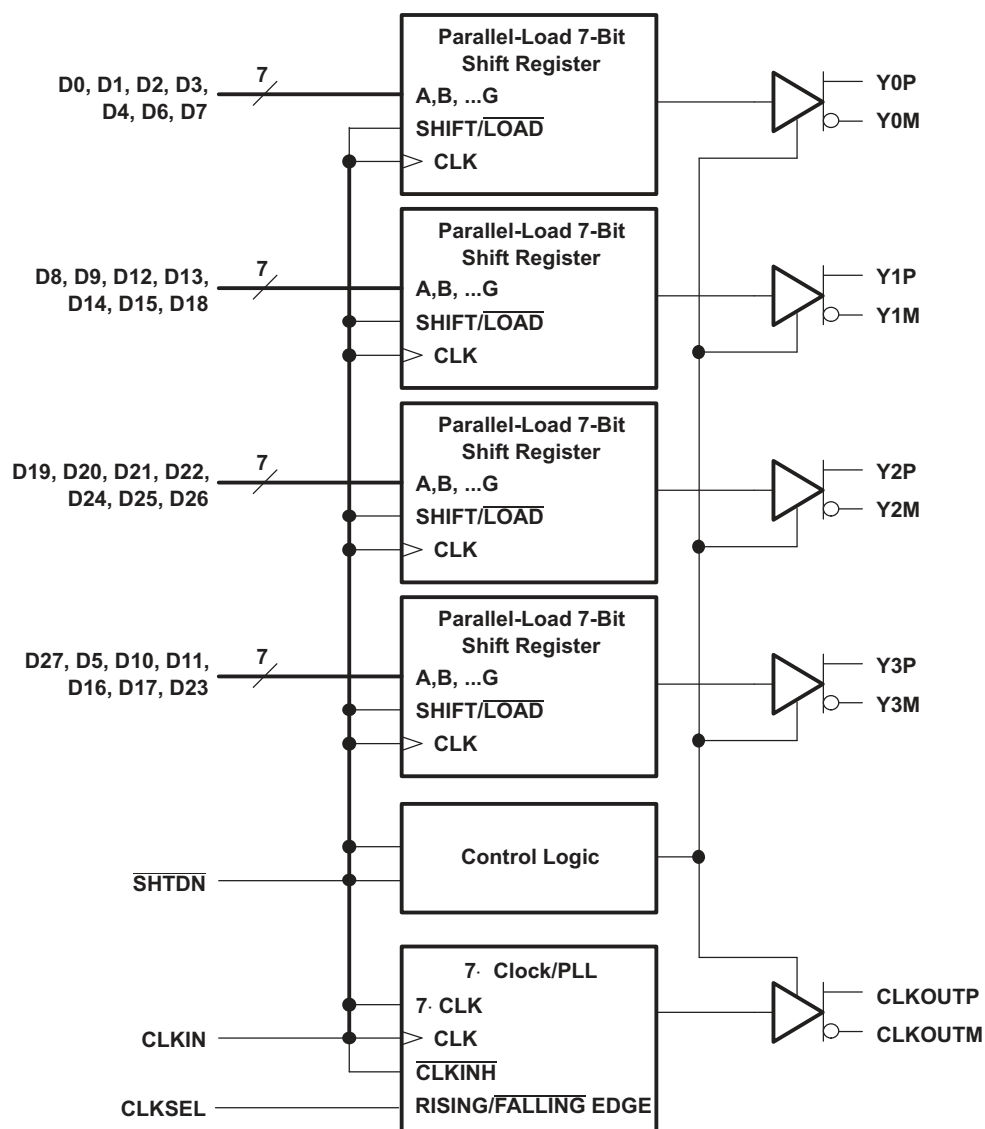 Parallel-Load 7-Bit
Shift Register
D0, D1, D2, D3,
D4, D6, D7
7
A,B, ...G
SHIFT/LOAD
CLK
Y0P
Y0M
Parallel-Load 7-Bit
Shift Register
D8, D9, D12, D13,
D14, D15, D18
7
A,B, ...G
SHIFT/LOAD
CLK
Y1P
Y1M
Parallel-Load 7-Bit
Shift Register
D19, D20, D21, D22,
D24, D25, D26
7
A,B, ...G
SHIFT/LOAD
CLK
Y2P
Y2M
Parallel-Load 7-Bit
Shift Register
D27, D5, D10, D11,
D16, D17, D23
7
A,B, ...G
SHIFT/LOAD
CLK
Y3P
Y3M
Control Logic
SHTDN
7· Clock/PLL
7· CLK
CLKIN
CLK
CLKINH
CLKSEL
RISING/FALLING EDGE
CLKOUTP
CLKOUTM